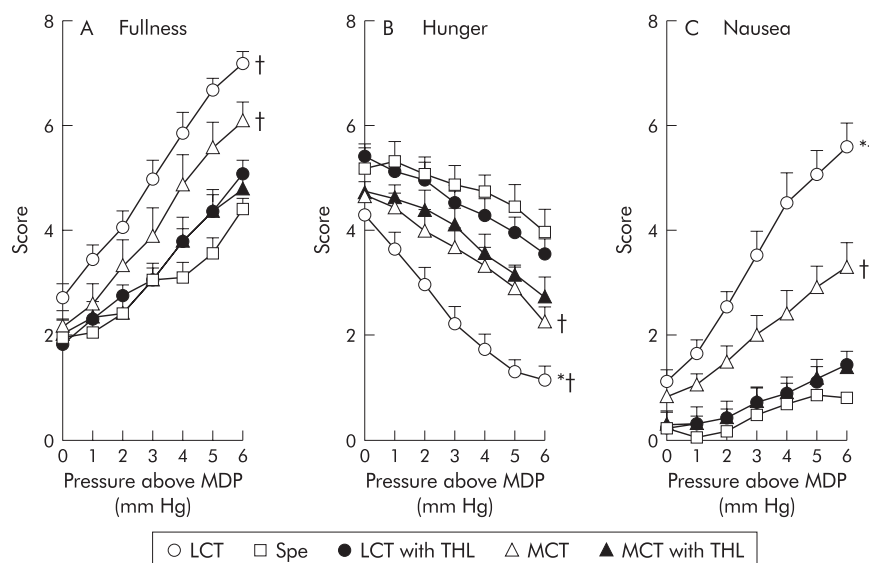 A Fullness
B Hunger
C Nausea
8
6
4
2
0
Score
†
†
0 1 2 3 4 5 6
Pressure above MDP
(mm Hg)
8
6
4
2
0
Score
†
*†
0 1 2 3 4 5 6
Pressure above MDP
(mm Hg)
8
6
4
2
0
Score
*
†
0 1 2 3 4 5 6
Pressure above MDP
(mm Hg)
LCT Spe LCT with THL MCT MCT with THL